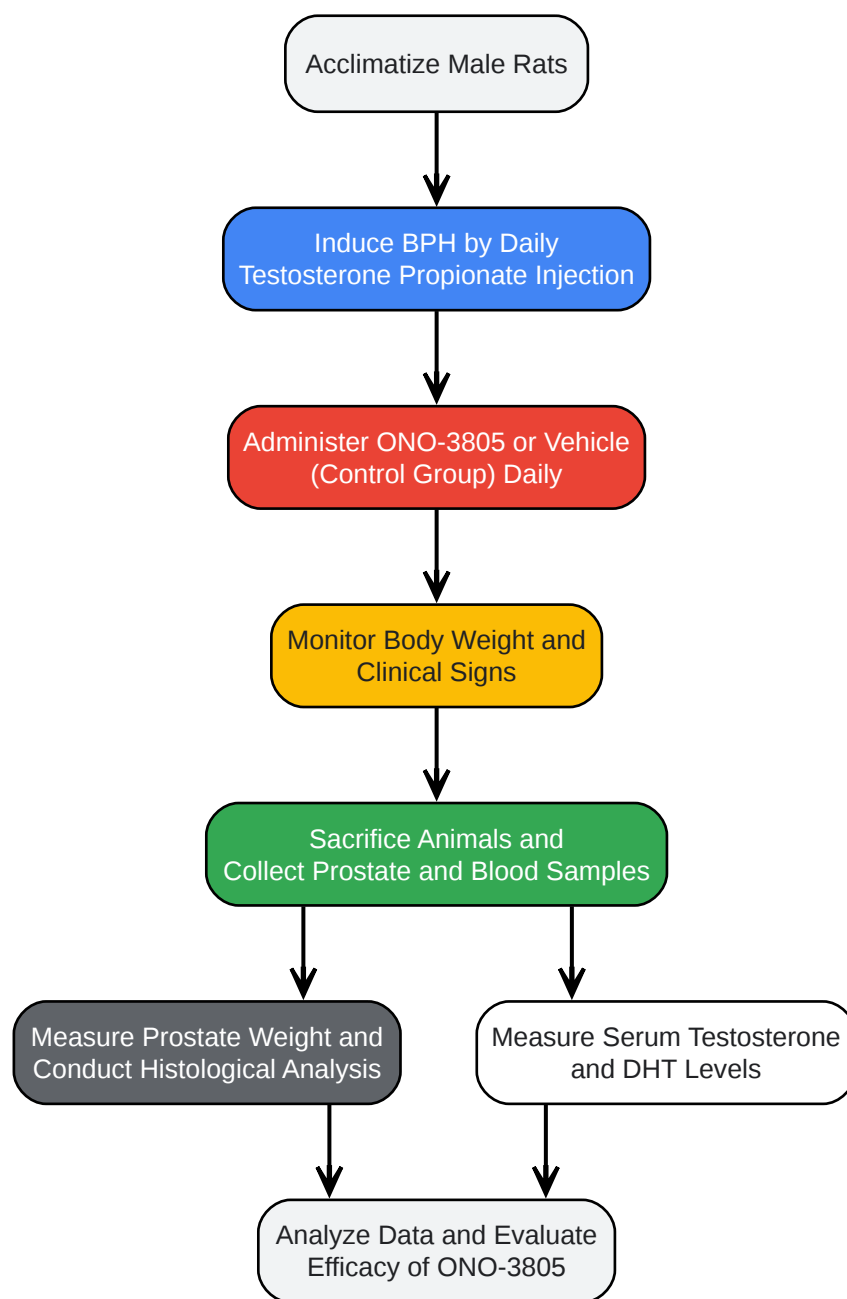 Acclimatize Male Rats
Induce BPH by Daily
Testosterone Propionate Injection
Administer ONO-3805 or Vehicle
(Control Group) Daily
Monitor Body Weight and
Clinical Signs
Sacrifice Animals and
Collect Prostate and Blood Samples
Measure Prostate Weight and
Conduct Histological Analysis
Measure Serum Testosterone
and DHT Levels
Analyze Data and Evaluate
Efficacy of ONO-3805